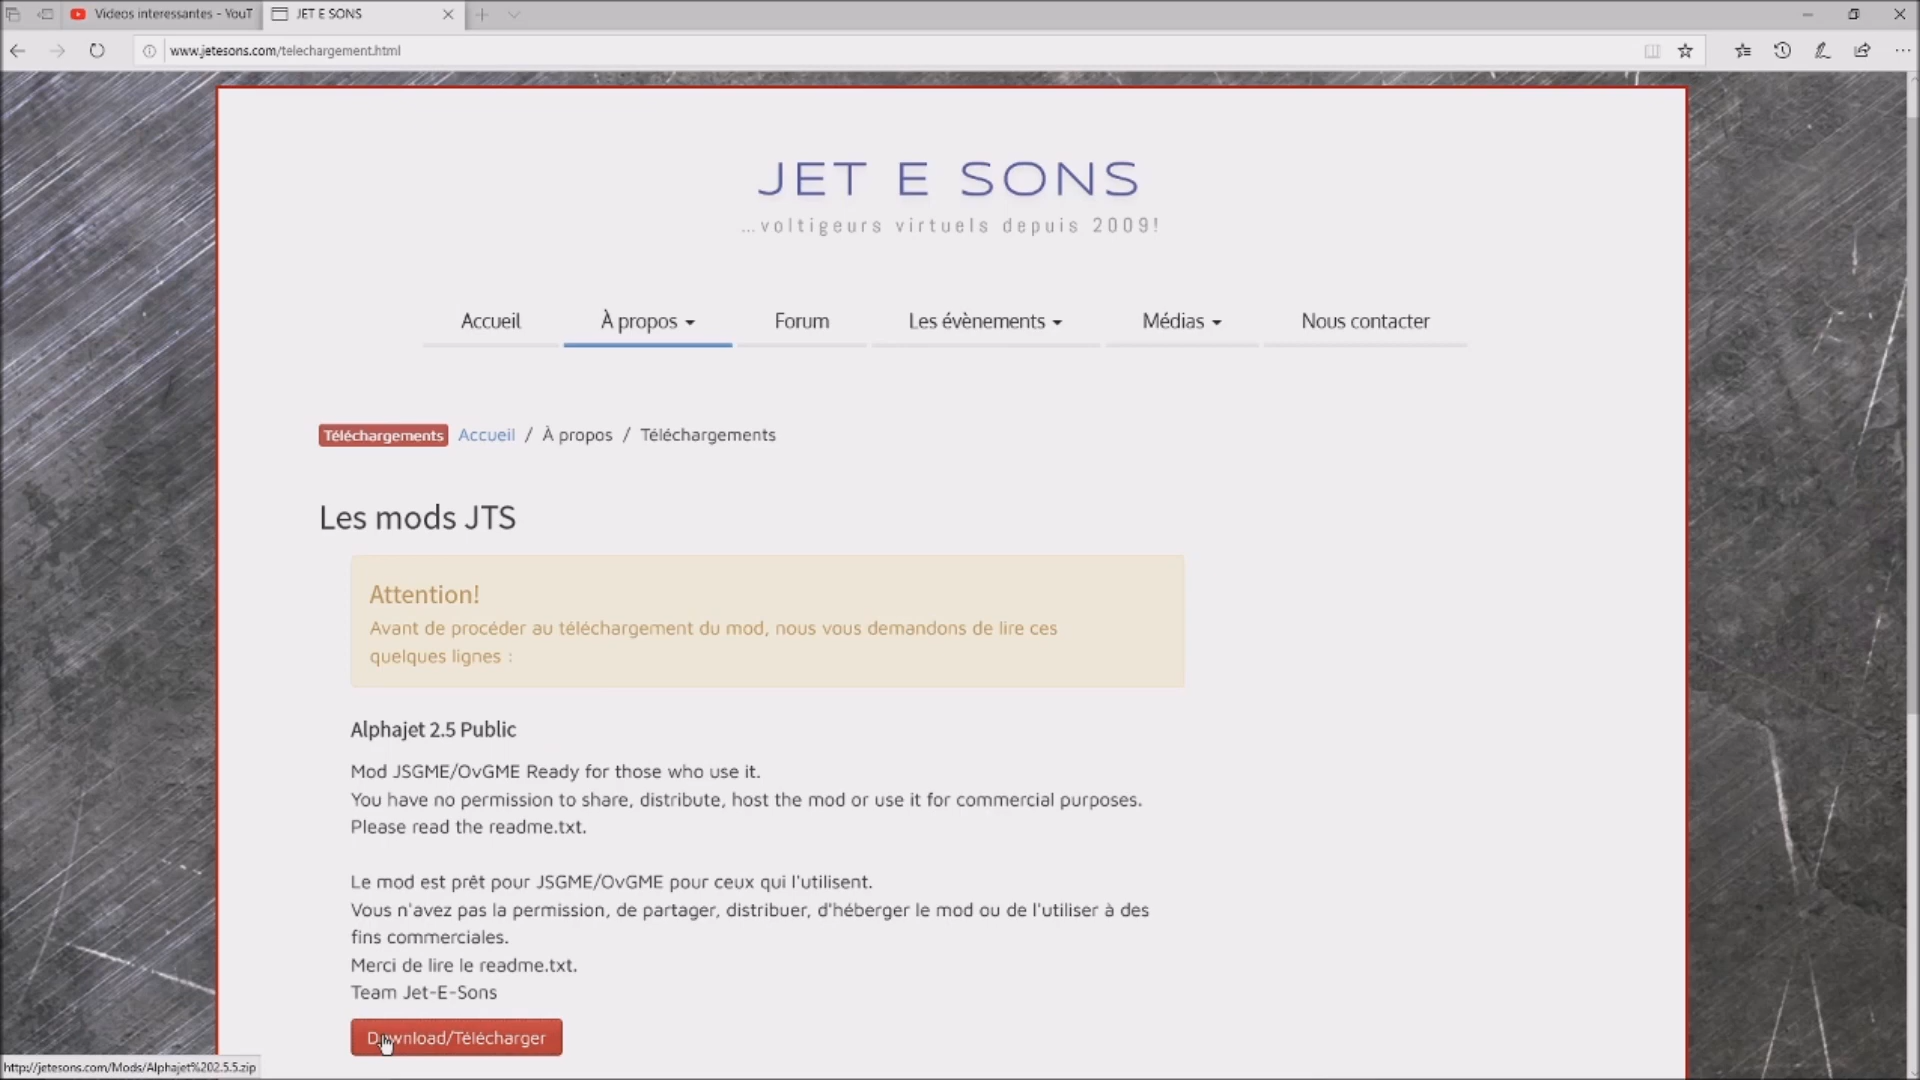 Videos interessantes - YouT
JET E SONS
www.jetesons.com/telechargement.html
JET E SONS
...voltigeurs virtuels depuis 2009!
Accueil
À propos
Forum
Les évènements
Médias
Nous contacter
Téléchargements Accueil / À propos / Téléchargements
Les mods JTS
Attention!
Avant de procéder au téléchargement du mod, nous vous demandons de lire ces
quelques lignes :
Alphajet 2.5 Public
Mod JSGME/OvGME Ready for those who use it.
You have no permission to share, distribute, host the mod or use it for commercial purposes.
Please read the readme.txt.
Le mod est prêt pour JSGME/OvGME pour ceux qui l'utilisent.
Vous n'avez pas la permission, de partager, distribuer, d'héberger le mod ou de l'utiliser à des
fins commerciales.
Merci de lire le readme.txt.
Team Jet-E-Sons
Download/Télécharger
http://jetesons.com/Mods/Alphajet%202.5.5.zip